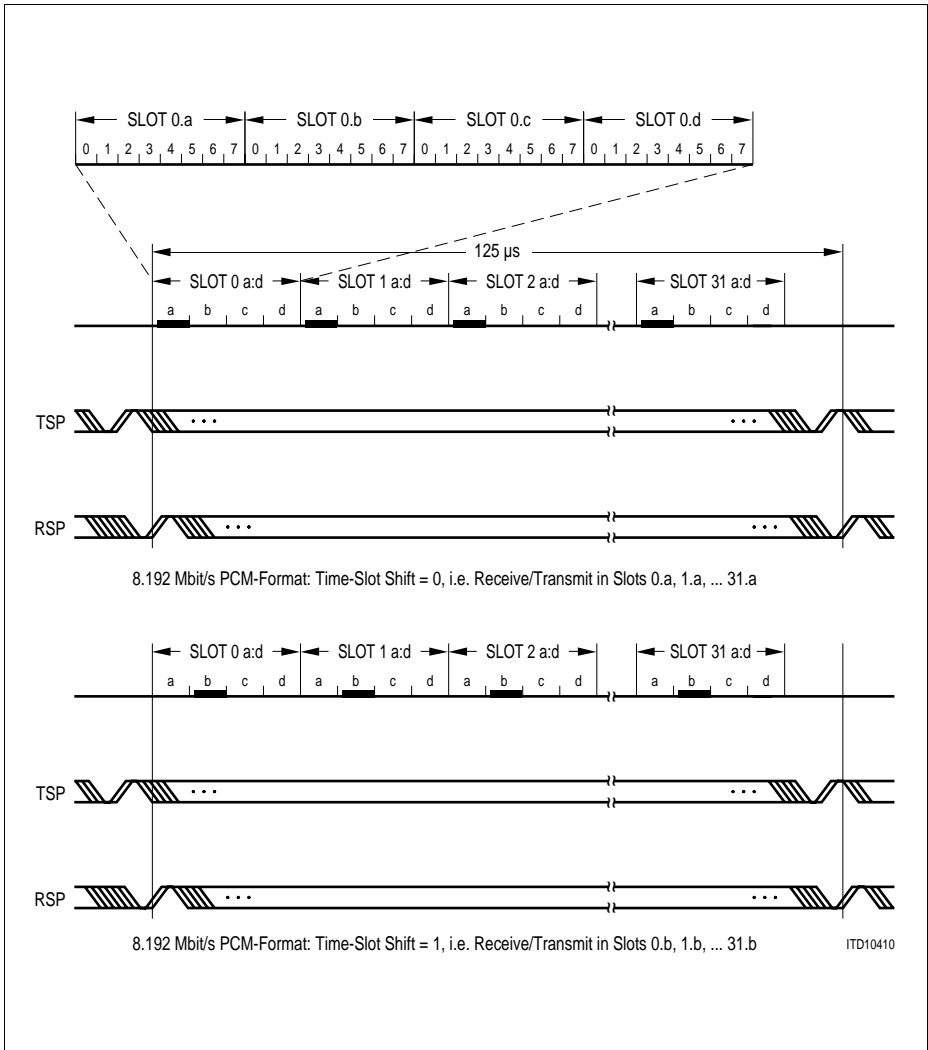 SLOT 0.a SLOT 0.b SLOT 0.c SLOT 0.d
0 1 2 3 4 5 6 7 0 1 2 3 4 5 6 7 0 1 2 3 4 5 6 7 0 1 2 3 4 5 6 7
125 µs
SLOT 0 a:d SLOT 1 a:d SLOT 2 a:d SLOT 31 a:d
a b c d a b c d a b c d a b c d
TSP ... ...
RSP ... ...
8.192 Mbit/s PCM-Format: Time-Slot Shift = 0, i.e. Receive/Transmit in Slots 0.a, 1.a, ... 31.a
SLOT 0 a:d SLOT 1 a:d SLOT 2 a:d SLOT 31 a:d
a b c d a b c d a b c d a b c d
TSP ... ...
RSP ... ...
8.192 Mbit/s PCM-Format: Time-Slot Shift = 1, i.e. Receive/Transmit in Slots 0.b, 1.b, ... 31.b ITD10410